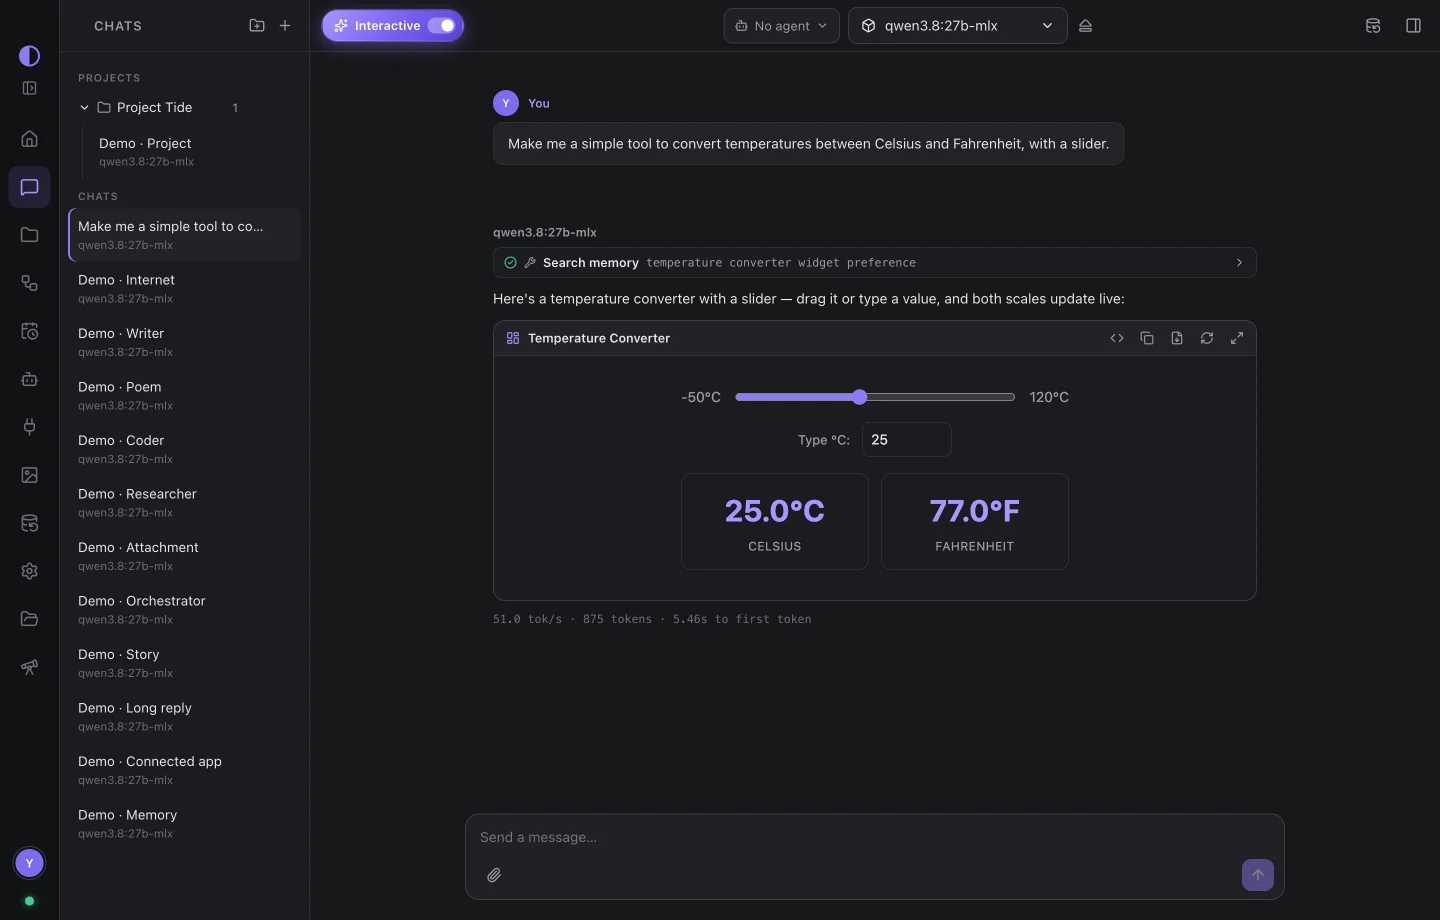 CHATS
Interactive
No agent
qwen3.8:27b-mlx
PROJECTS
Project Tide 1
Demo · Project
qwen3.8:27b-mlx
CHATS
Make me a simple tool to co...
qwen3.8:27b-mlx
Demo · Internet
qwen3.8:27b-mlx
Demo · Writer
qwen3.8:27b-mlx
Demo · Poem
qwen3.8:27b-mlx
Demo · Coder
qwen3.8:27b-mlx
Demo · Researcher
qwen3.8:27b-mlx
Demo · Attachment
qwen3.8:27b-mlx
Demo · Orchestrator
qwen3.8:27b-mlx
Demo · Story
qwen3.8:27b-mlx
Demo · Long reply
qwen3.8:27b-mlx
Demo · Connected app
qwen3.8:27b-mlx
Demo · Memory
qwen3.8:27b-mlx
Y
Y You
Make me a simple tool to convert temperatures between Celsius and Fahrenheit, with a slider.
qwen3.8:27b-mlx
Search memory temperature converter widget preference
Here's a temperature converter with a slider — drag it or type a value, and both scales update live:
Temperature Converter
-50°C 120°C
Type °C: 25
25.0°C 77.0°F
CELSIUS FAHRENHEIT
51.0 tok/s · 875 tokens · 5.46s to first token
Send a message...